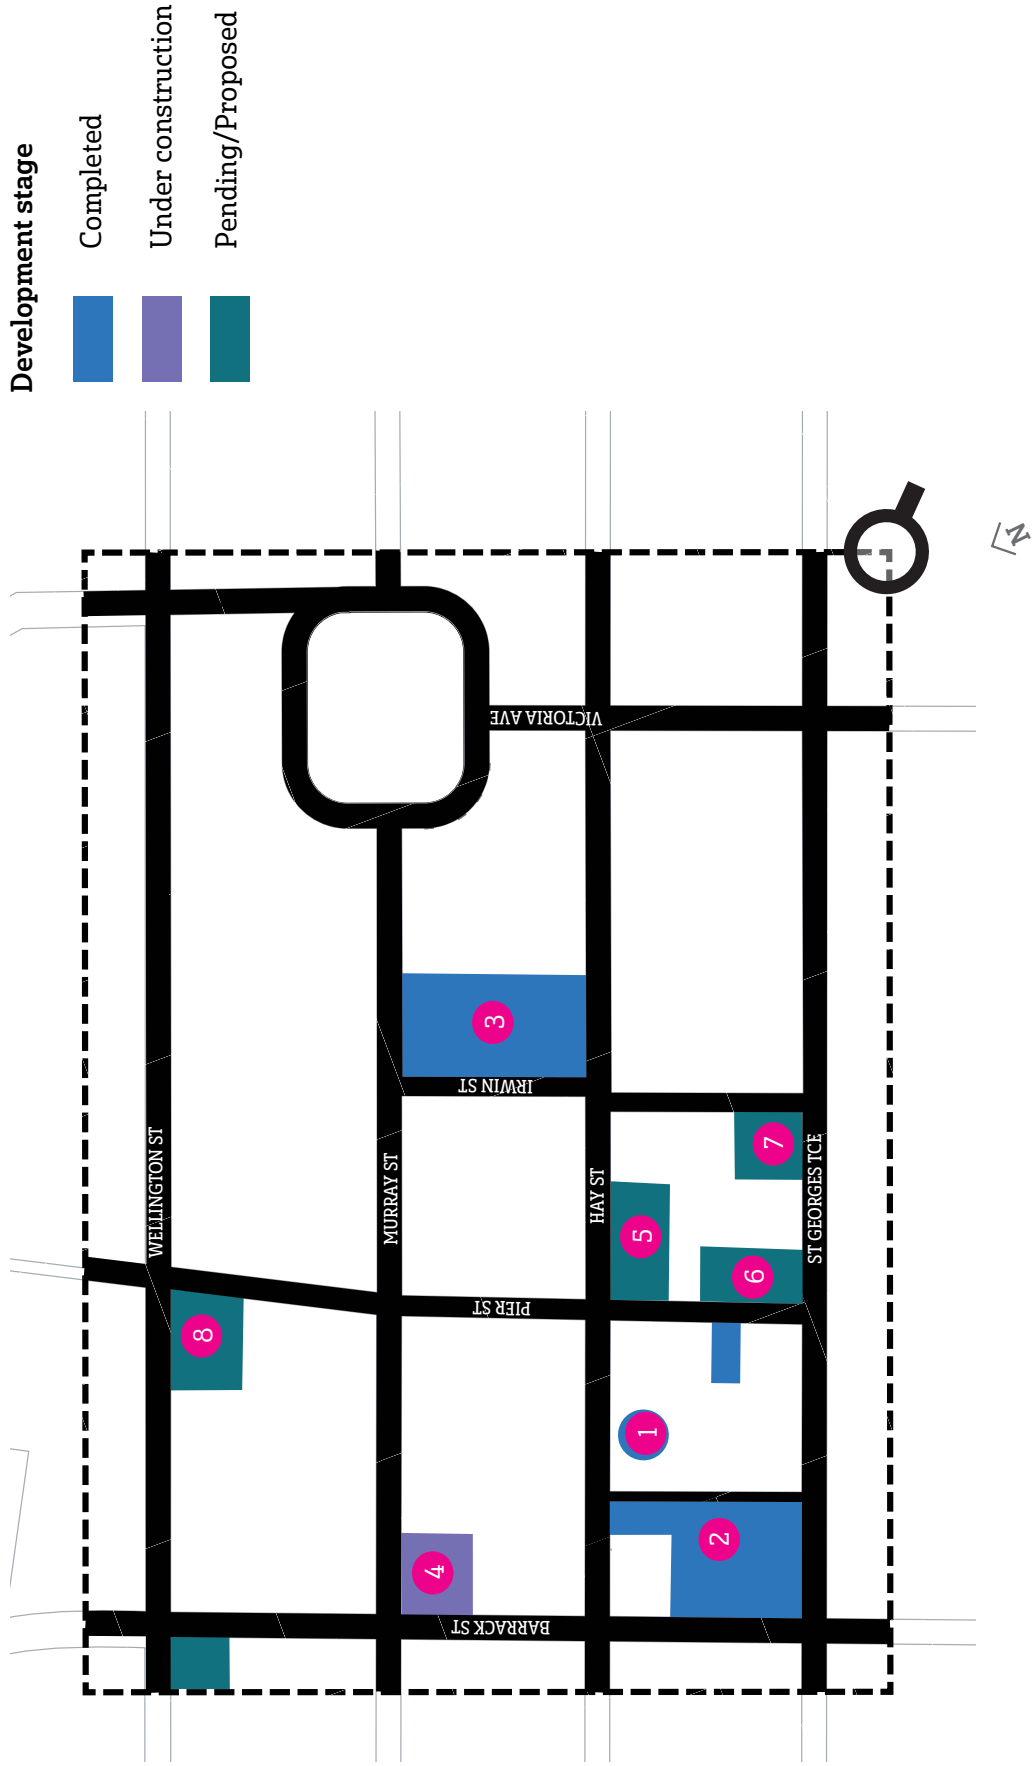 Development stage
Completed
Under construction
Pending/Proposed
N
WELLINGTON ST
MURRAY ST
HAY ST
ST GEORGES TCE
VICTORIA AVE
IRWIN ST
PIER ST
BARRACK ST
3
7
5
6
8
1
2
4